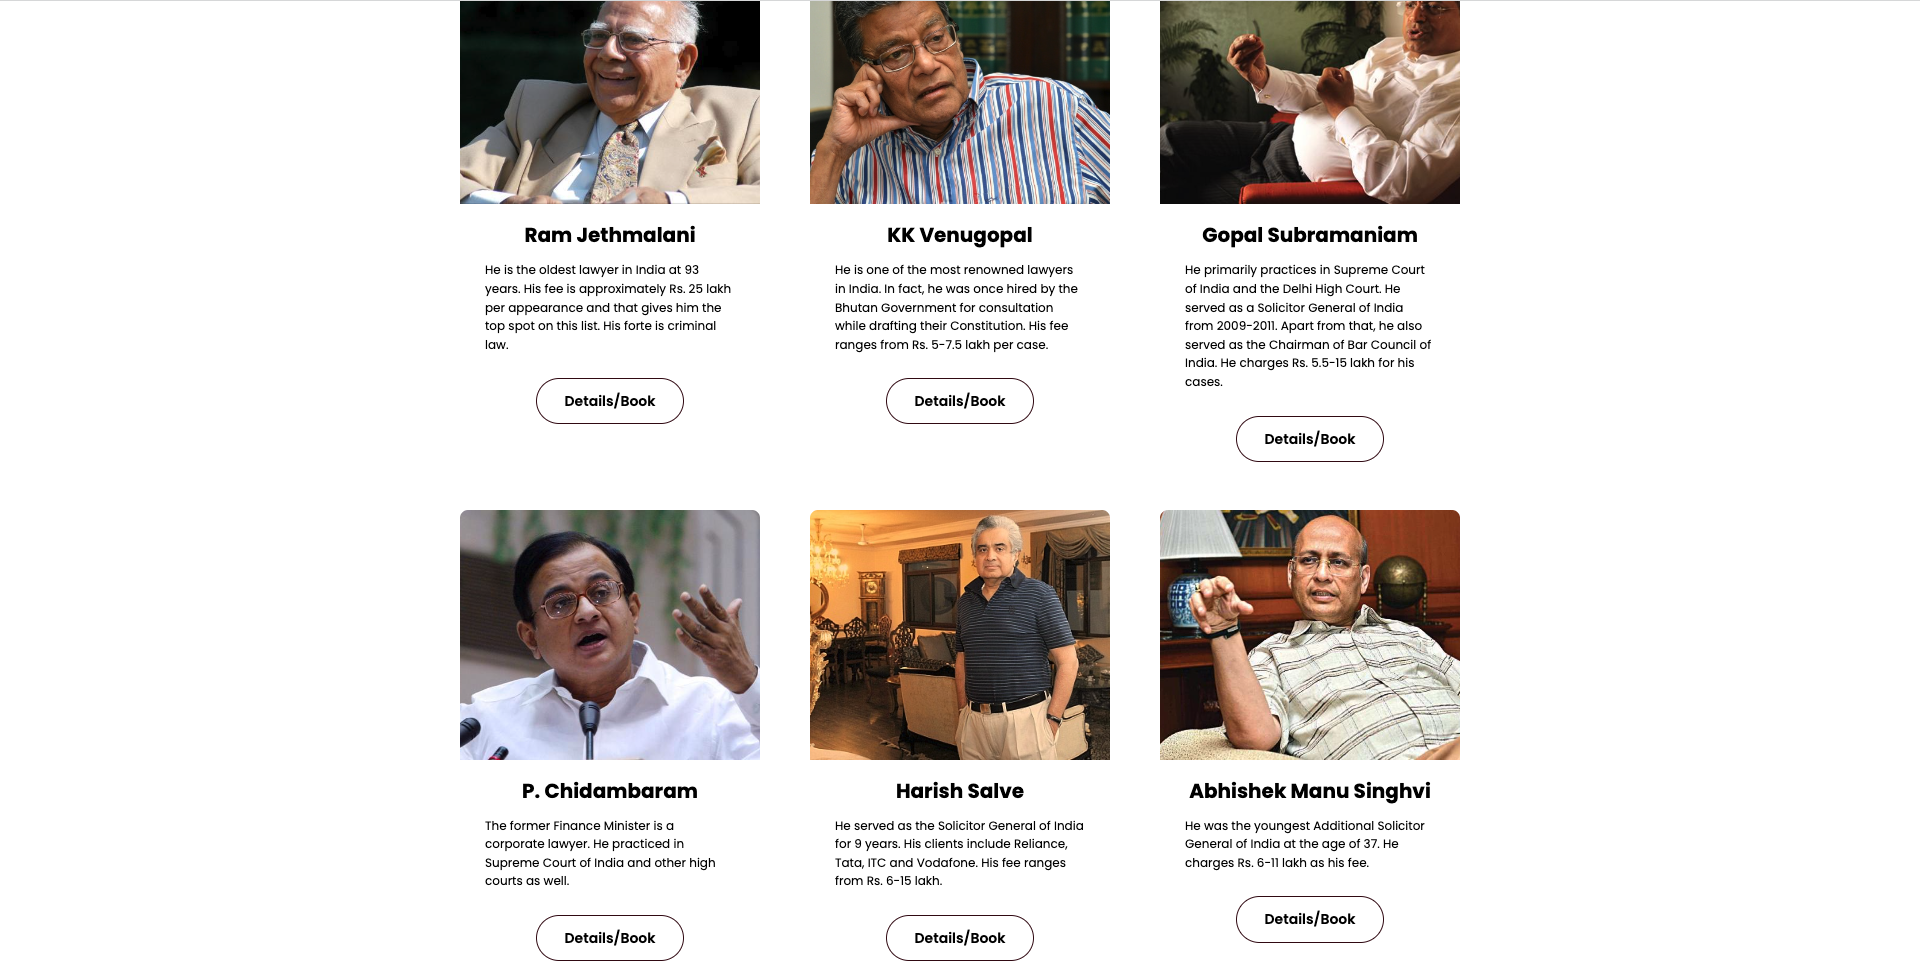 Ram Jethmalani
He is the oldest lawyer in India at 93
years. His fee is approximately Rs. 25 lakh
per appearance and that gives him the
top spot on this list. His forte is criminal
law.
Details/Book
KK Venugopal
He is one of the most renowned lawyers
in India. In fact, he was once hired by the
Bhutan Government for consultation
while drafting their Constitution. His fee
ranges from Rs. 5-7.5 lakh per case.
Details/Book
Gopal Subramaniam
He primarily practices in Supreme Court
of India and the Delhi High Court. He
served as a Solicitor General of India
from 2009-2011. Apart from that, he also
served as the Chairman of Bar Council of
India. He charges Rs. 5.5-15 lakh for his
cases.
Details/Book
P. Chidambaram
The former Finance Minister is a
corporate lawyer. He practiced in
Supreme Court of India and other high
courts as well.
Details/Book
Harish Salve
He served as the Solicitor General of India
for 9 years. His clients include Reliance,
Tata, ITC and Vodafone. His fee ranges
from Rs. 6-15 lakh.
Details/Book
Abhishek Manu Singhvi
He was the youngest Additional Solicitor
General of India at the age of 37. He
charges Rs. 6-11 lakh as his fee.
Details/Book